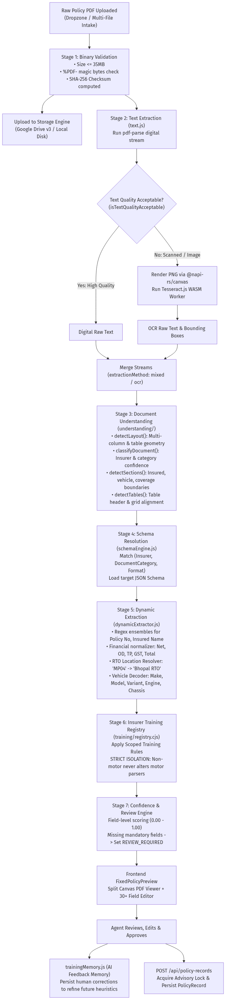 Raw Policy PDF Uploaded
(Dropzone / Multi-File
Intake)
Stage 1: Binary Validation
• Size <= 35MB
• %PDF- magic bytes check
• SHA-256 Checksum
computed
Upload to Storage Engine
(Google Drive v3 / Local
Disk)
Stage 2: Text Extraction
(text.js)
Run pdf-parse digital
stream
Text Quality Acceptable?
(isTextQualityAcceptable)
No: Scanned / Image
Render PNG via @napi-
rs/canvas
Run Tesseract.js WASM
Worker
Yes: High Quality
Digital Raw Text
OCR Raw Text & Bounding
Boxes
Merge Streams
(extractionMethod: mixed
/ ocr)
Stage 3: Document
Understanding
(understanding/)
• detectLayout(): Multi-
column & table geometry
• classifyDocument():
Insurer & category
confidence
• detectSections(): Insured,
vehicle, coverage
boundaries
• detectTables(): Table
header & grid alignment
Stage 4: Schema
Resolution
(schemaEngine.js)
Match (Insurer,
DocumentCategory,
Format)
Load target JSON Schema
Stage 5: Dynamic
Extraction
(dynamicExtractor.js)
• Regex ensembles for
Policy No, Insured Name
• Financial normalizer: Net,
OD, TP, GST, Total
• RTO Location Resolver:
'MP04' -> 'Bhopal RTO'
• Vehicle Decoder: Make,
Model, Variant, Engine,
Chassis
Stage 6: Insurer Training
Registry
(training/registry.cjs)
Apply Scoped Training
Rules
STRICT ISOLATION: Non-
motor never alters motor
parsers
Stage 7: Confidence &
Review Engine
Field-level scoring (0.00 -
1.00)
Missing mandatory fields -
> Set REVIEW_REQUIRED
Frontend
FixedPolicyPreview
Split Canvas PDF Viewer +
30+ Field Editor
Agent Reviews, Edits &
Approves
trainingMemory.js (AI
Feedback Memory)
Persist human corrections
to refine future heuristics
POST /api/policy-records
Acquire Advisory Lock &
Persist PolicyRecord